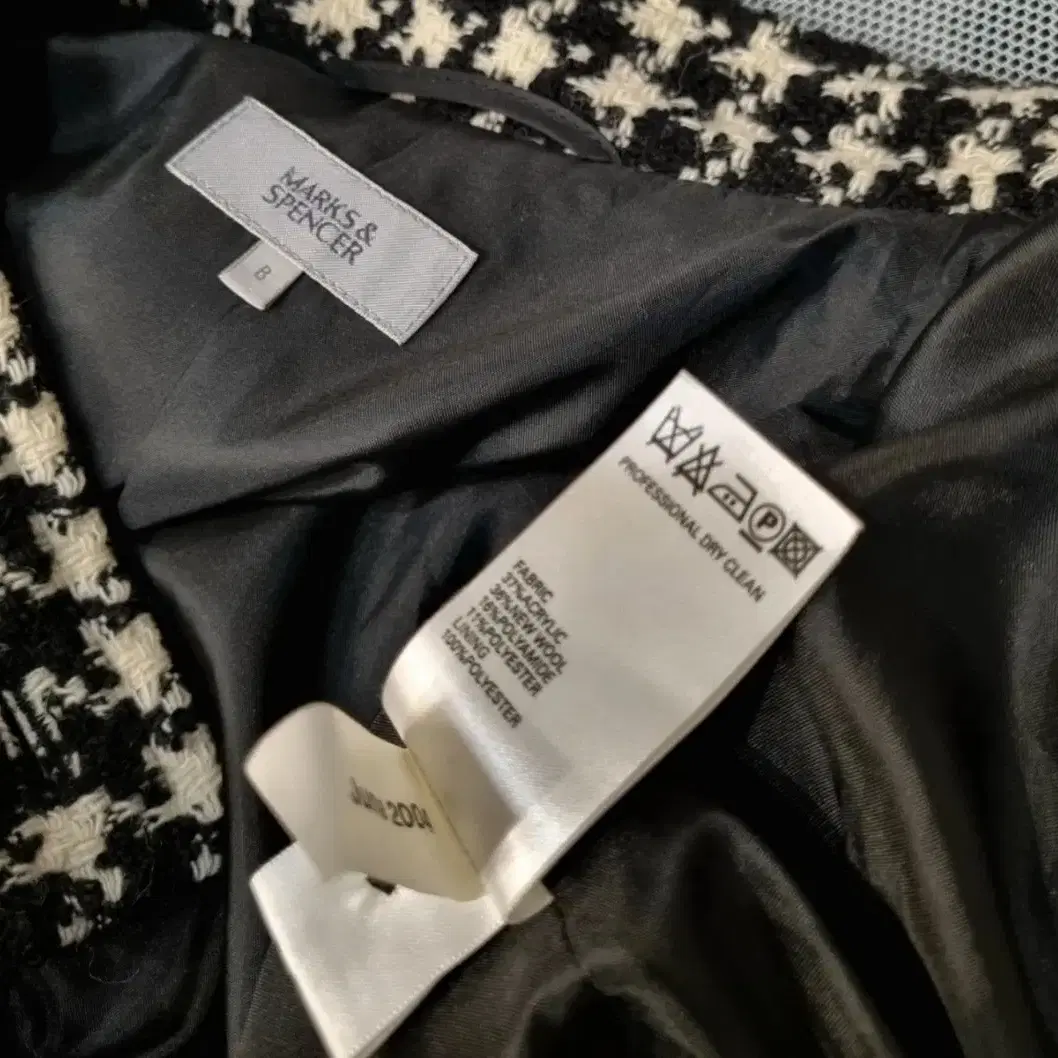 MARKS &
SPENCER
8
PROFESSIONAL DRY CLEAN
FABRIC
37%ACRYLIC
36%NEW WOOL
16%POLYAMIDE
11%POLYESTER
LINING
100%POLYESTER
P